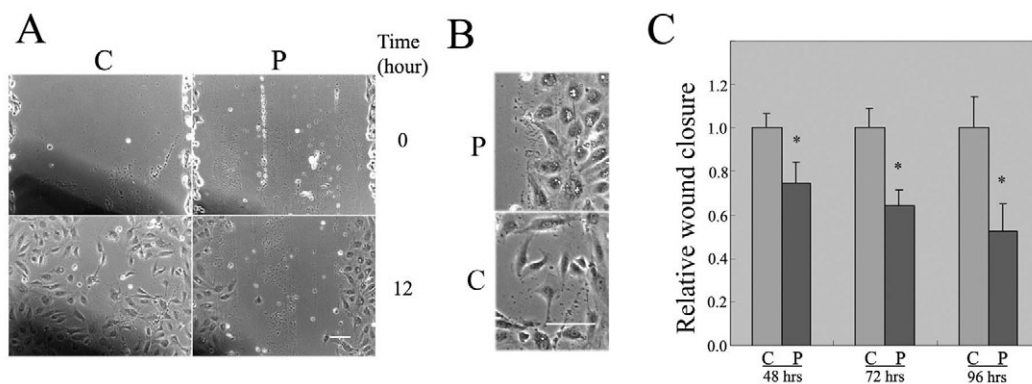 A
C P
Time
(hour)
0
12
B
P
C
C
Relative wound closure
1.2
1.0
0.8
0.6
0.4
0.2
0.0
* * *
C P C P C P
48 hrs 72 hrs 96 hrs